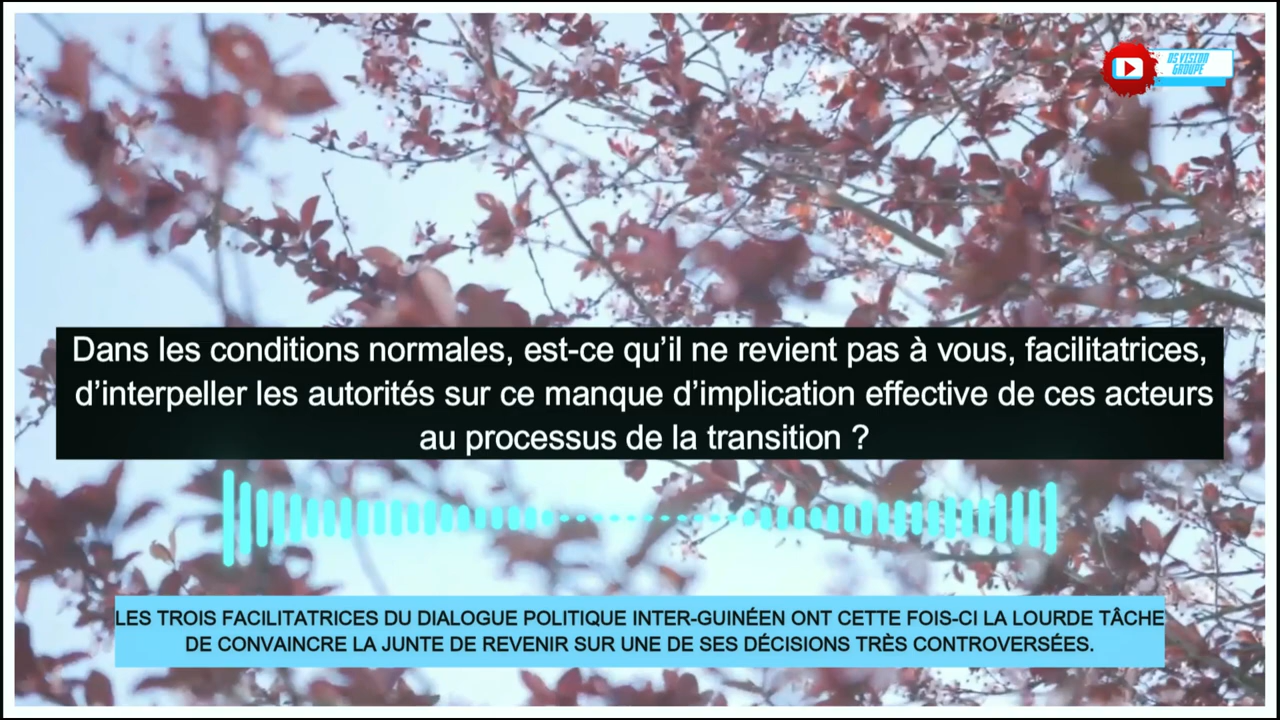 DS VISION
GROUPE
Dans les conditions normales, est-ce qu’il ne revient pas à vous, facilitatrices,
d’interpeller les autorités sur ce manque d’implication effective de ces acteurs
au processus de la transition ?
LES TROIS FACILITATRICES DU DIALOGUE POLITIQUE INTER-GUINÉEN ONT CETTE FOIS-CI LA LOURDE TÂCHE
DE CONVAINCRE LA JUNTE DE REVENIR SUR UNE DE SES DÉCISIONS TRÈS CONTROVERSÉES.